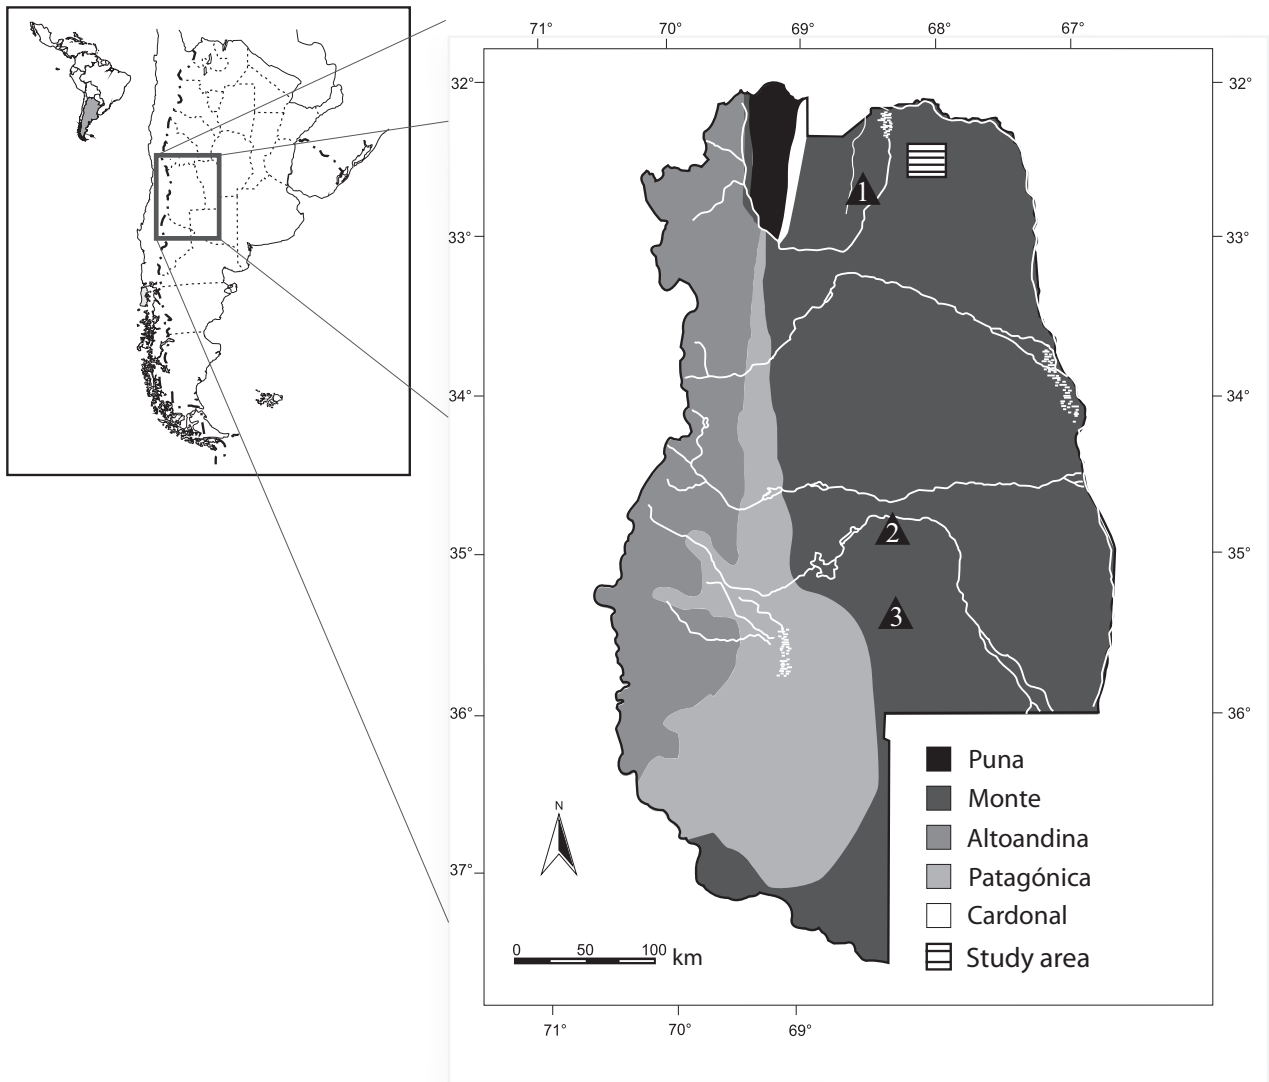 71° 70° 69° 68° 67°
32° 32°
1
33° 33°
34° 34°
2
35° 35°
3
36° 36°
Puna
Monte
N
Altoandina
37°
Patagónica
Cardonal
0 50 100 km
Study area
71° 70° 69°